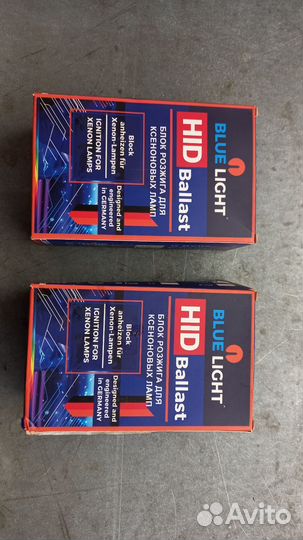 BLUE LIGHT
HID
Ballast
БЛОК РОЗЖИГА ДЛЯ
КСЕНОНОВЫХ ЛАМП
Block
anheizen für
Xenon-Lampen
IGNITION FOR
XENON LAMPS
Designed and
engineered
in GERMANY
BLUE LIGHT
HID
Ballast
БЛОК РОЗЖИГА ДЛЯ
КСЕНОНОВЫХ ЛАМП
Block
anheizen für
Xenon-Lampen
IGNITION FOR
XENON LAMPS
Designed and
engineered
in GERMANY
Avito